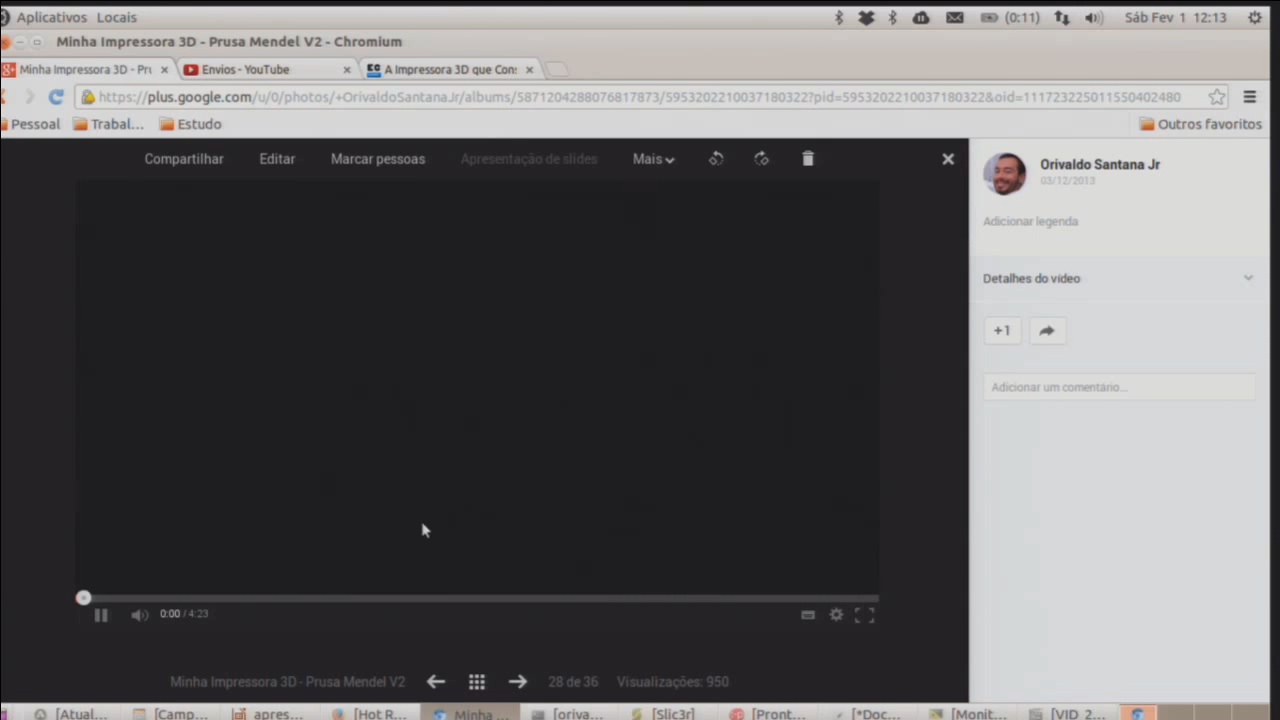 Aplicativos Locais (0:11) Sáb Fev 1 12:13
Minha Impressora 3D - Prusa Mendel V2 - Chromium
Minha Impressora 3D - Pru Envios - YouTube A Impressora 3D que Cons
https://plus.google.com/u/0/photos/+OrivaldoSantanaJr/albums/5871204288076817873/5953202210037180322?pid=5953202210037180322&oid=111723225011550402480
Pessoal Trabal... Estudo Outros favoritos
Compartilhar Editar Marcar pessoas Apresentação de slides Mais
Orivaldo Santana Jr
03/12/2013
Adicionar legenda
Detalhes do vídeo
+1
Adicionar um comentário...
0:00 / 4:23
Minha Impressora 3D - Prusa Mendel V2 28 de 36 Visualizações: 950
[Atual... [Camp... apres... [Hot R... Minha ... [oriva... [Slic3r] [Pront... [*Doc... [Monit... [VID_2...